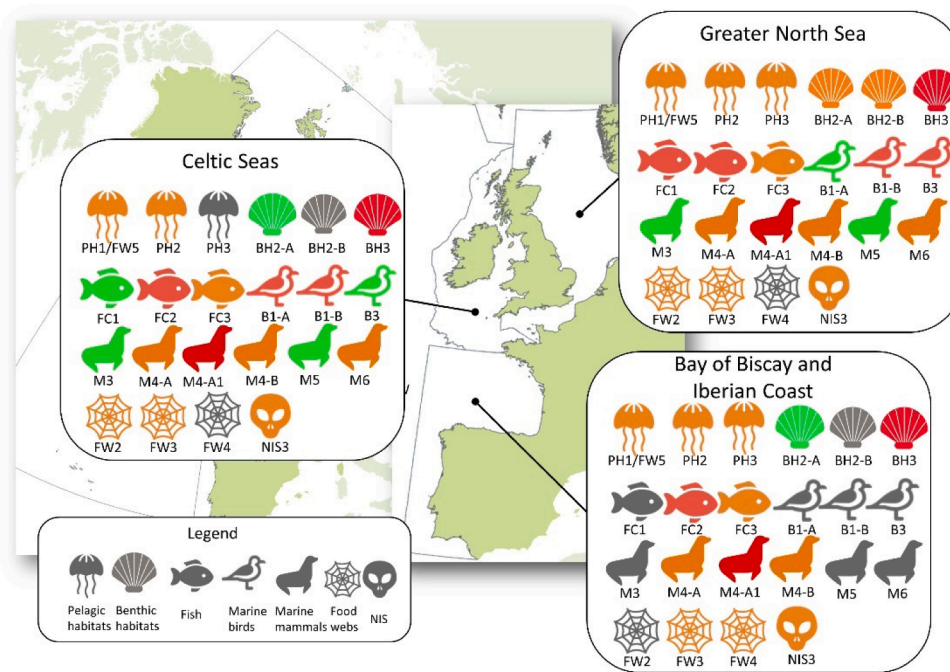 Greater North Sea
PH1/FW5 PH2 PH3 BH2-A BH2-B BH3
FC1 FC2 FC3 B1-A B1-B B3
M3 M4-A M4-A1 M4-B M5 M6
FW2 FW3 FW4 NIS3
Celtic Seas
PH1/FW5 PH2 PH3 BH2-A BH2-B BH3
FC1 FC2 FC3 B1-A B1-B B3
M3 M4-A M4-A1 M4-B M5 M6
FW2 FW3 FW4 NIS3
Bay of Biscay and
Iberian Coast
PH1/FW5 PH2 PH3 BH2-A BH2-B BH3
FC1 FC2 FC3 B1-A B1-B B3
M3 M4-A M4-A1 M4-B M5 M6
FW2 FW3 FW4 NIS3
Legend
Pelagic habitats
Benthic habitats
Fish
Marine birds
Marine mammals
Food webs
NIS